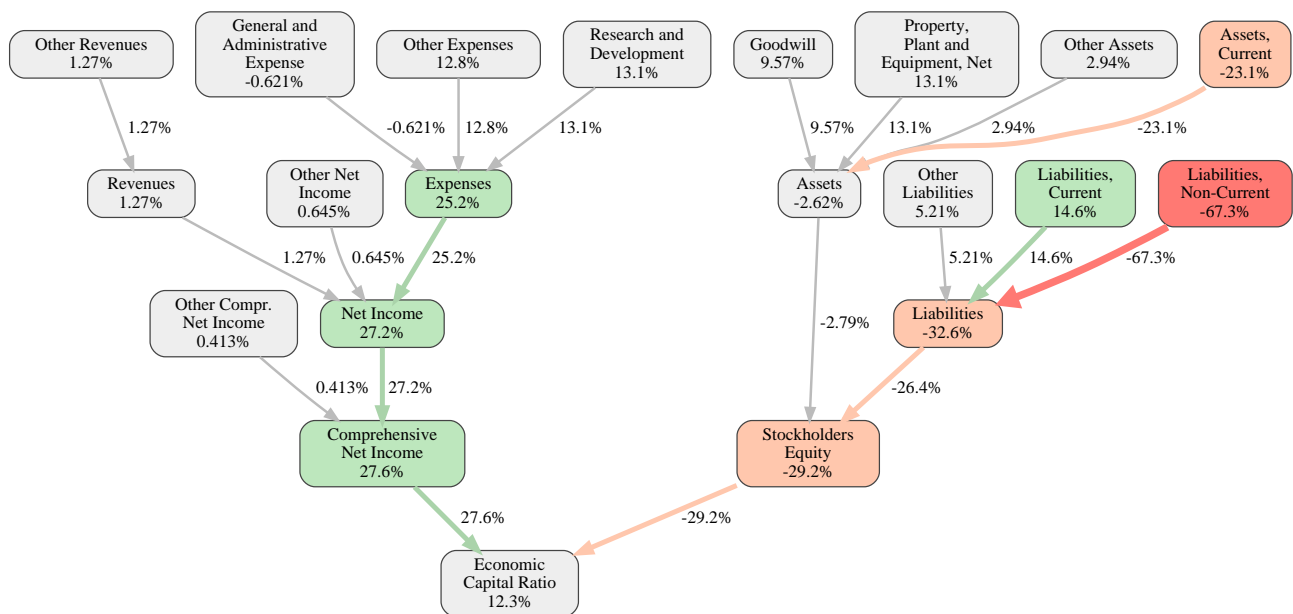 Other Revenues
1.27%
General and
Administrative
Expense
-0.621%
Other Expenses
12.8%
Research and
Development
13.1%
Goodwill
9.57%
Property,
Plant and
Equipment, Net
13.1%
Other Assets
2.94%
Assets,
Current
-23.1%
1.27%
-0.621%
12.8%
13.1%
9.57%
13.1%
2.94%
-23.1%
Revenues
1.27%
Other Net
Income
0.645%
Expenses
25.2%
Assets
-2.62%
Other
Liabilities
5.21%
Liabilities,
Current
14.6%
Liabilities,
Non-Current
-67.3%
1.27%
0.645%
25.2%
5.21%
14.6%
-67.3%
Other Compr.
Net Income
0.413%
Net Income
27.2%
-2.79%
Liabilities
-32.6%
0.413%
27.2%
-26.4%
Comprehensive
Net Income
27.6%
Stockholders
Equity
-29.2%
27.6%
-29.2%
Economic
Capital Ratio
12.3%